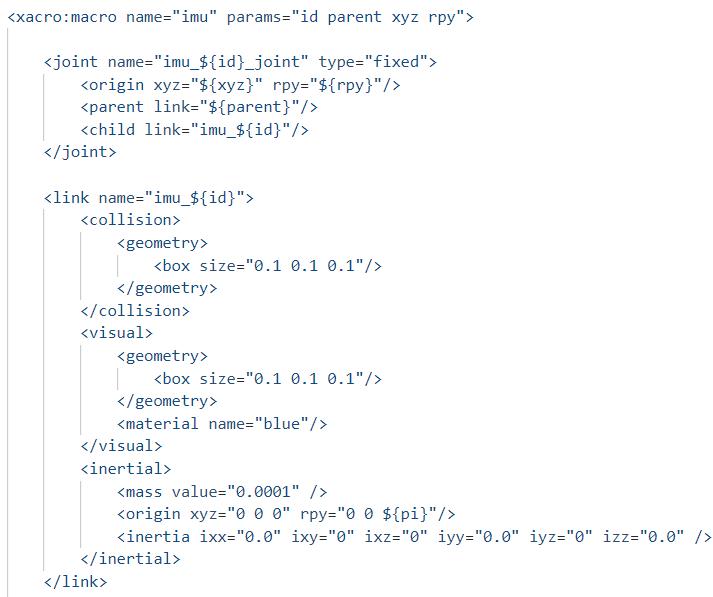 <xacro:macro name="imu" params="id parent xyz rpy">
<joint name="imu_${id}_joint" type="fixed">
<origin xyz="${xyz}" rpy="${rpy}"/>
<parent link="${parent}"/>
<child link="imu_${id}"/>
</joint>
<link name="imu_${id}">
<collision>
<geometry>
<box size="0.1 0.1 0.1"/>
</geometry>
</collision>
<visual>
<geometry>
<box size="0.1 0.1 0.1"/>
</geometry>
<material name="blue"/>
</visual>
<inertial>
<mass value="0.0001" />
<origin xyz="0 0 0" rpy="0 0 ${pi}"/>
<inertia ixx="0.0" ixy="0" ixz="0" iyy="0.0" iyz="0" izz="0.0" />
</inertial>
</link>